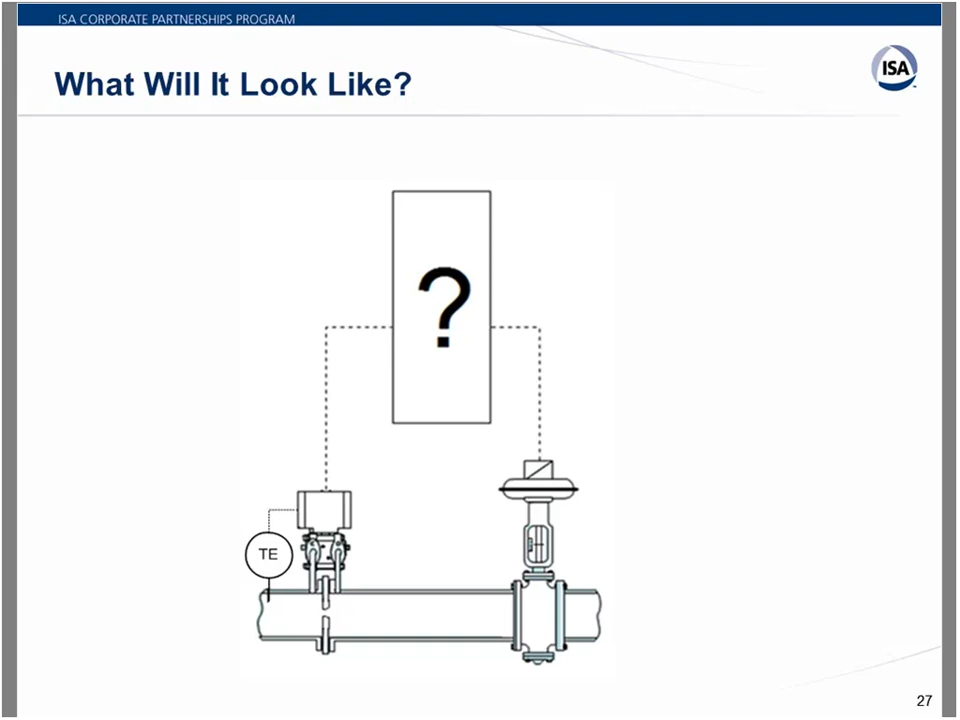 ISA CORPORATE PARTNERSHIPS PROGRAM
What Will It Look Like?
ISA
?
TE
27